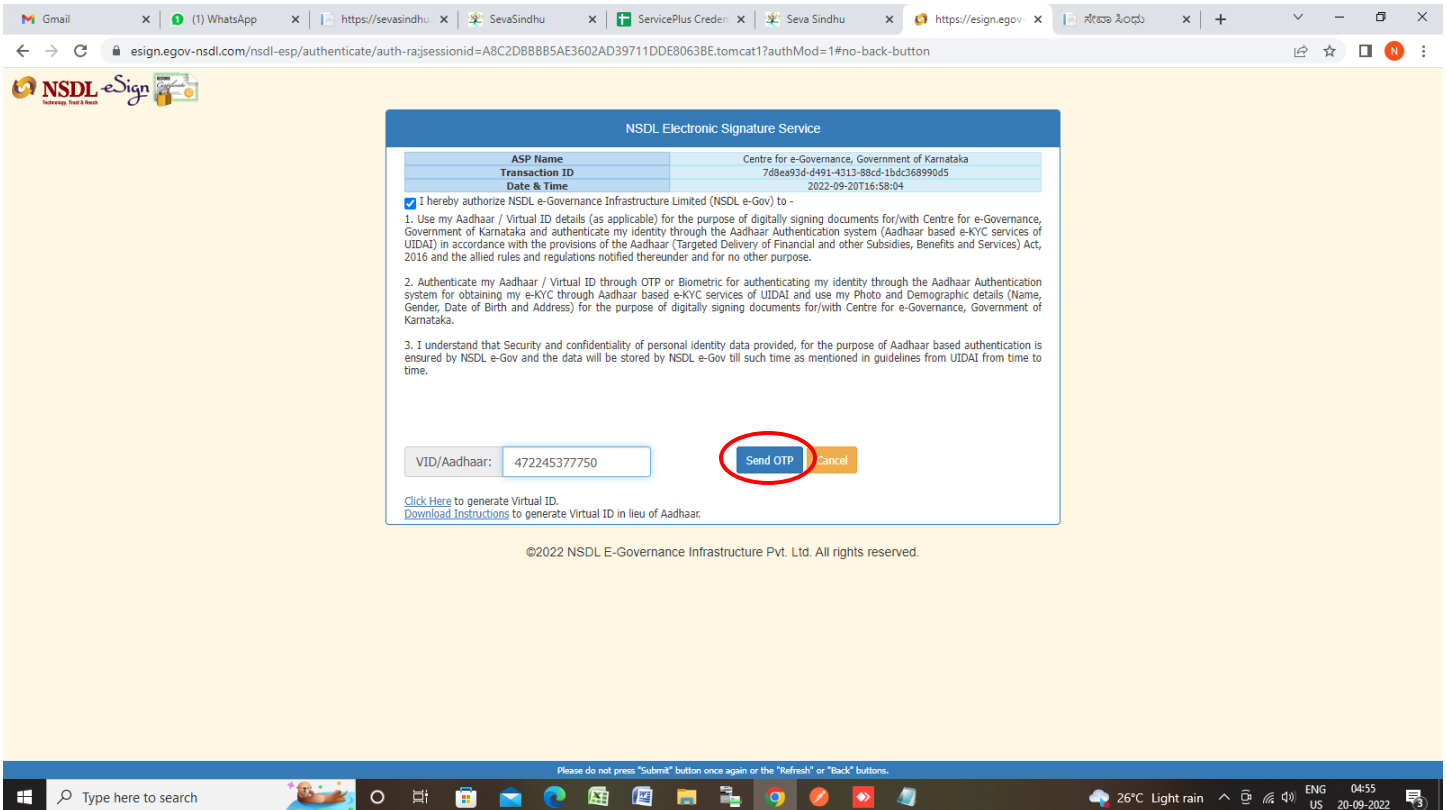 Gmail
(1) WhatsApp
https://sevasindhu.
SevaSindhu
ServicePlus Creden
Seva Sindhu
https://esign.egov-
ಸೇವಾ ಸಿಂಧು
esign.egov-nsdl.com/nsdl-esp/authenticate/auth-ra;jsessionid=A8C2DBBBB5AE3602AD39711DDE8063BE.tomcat1?authMod=1#no-back-button
N
NSDL eSign
Technology, Trust & Reach
NSDL Electronic Signature Service
ASP Name Centre for e-Governance, Government of Karnataka
Transaction ID 7d8ea93d-d491-4313-88cd-1bdc368990d5
Date & Time 2022-09-20T16:58:04
I hereby authorize NSDL e-Governance Infrastructure Limited (NSDL e-Gov) to -
1. Use my Aadhaar / Virtual ID details (as applicable) for the purpose of digitally signing documents for/with Centre for e-Governance,
Government of Karnataka and authenticate my identity through the Aadhaar Authentication system (Aadhaar based e-KYC services of
UIDAI) in accordance with the provisions of the Aadhaar (Targeted Delivery of Financial and other Subsidies, Benefits and Services) Act,
2016 and the allied rules and regulations notified thereunder and for no other purpose.
2. Authenticate my Aadhaar / Virtual ID through OTP or Biometric for authenticating my identity through the Aadhaar Authentication
system for obtaining my e-KYC through Aadhaar based e-KYC services of UIDAI and use my Photo and Demographic details (Name,
Gender, Date of Birth and Address) for the purpose of digitally signing documents for/with Centre for e-Governance, Government of
Karnataka.
3. I understand that Security and confidentiality of personal identity data provided, for the purpose of Aadhaar based authentication is
ensured by NSDL e-Gov and the data will be stored by NSDL e-Gov till such time as mentioned in guidelines from UIDAI from time to
time.
VID/Aadhaar: 472245377750 Send OTP Cancel
Click Here to generate Virtual ID.
Download Instructions to generate Virtual ID in lieu of Aadhaar.
©2022 NSDL E-Governance Infrastructure Pvt. Ltd. All rights reserved.
Please do not press "Submit" button once again or the "Refresh" or "Back" buttons.
Type here to search
26°C Light rain
ENG
US
04:55
20-09-2022
3